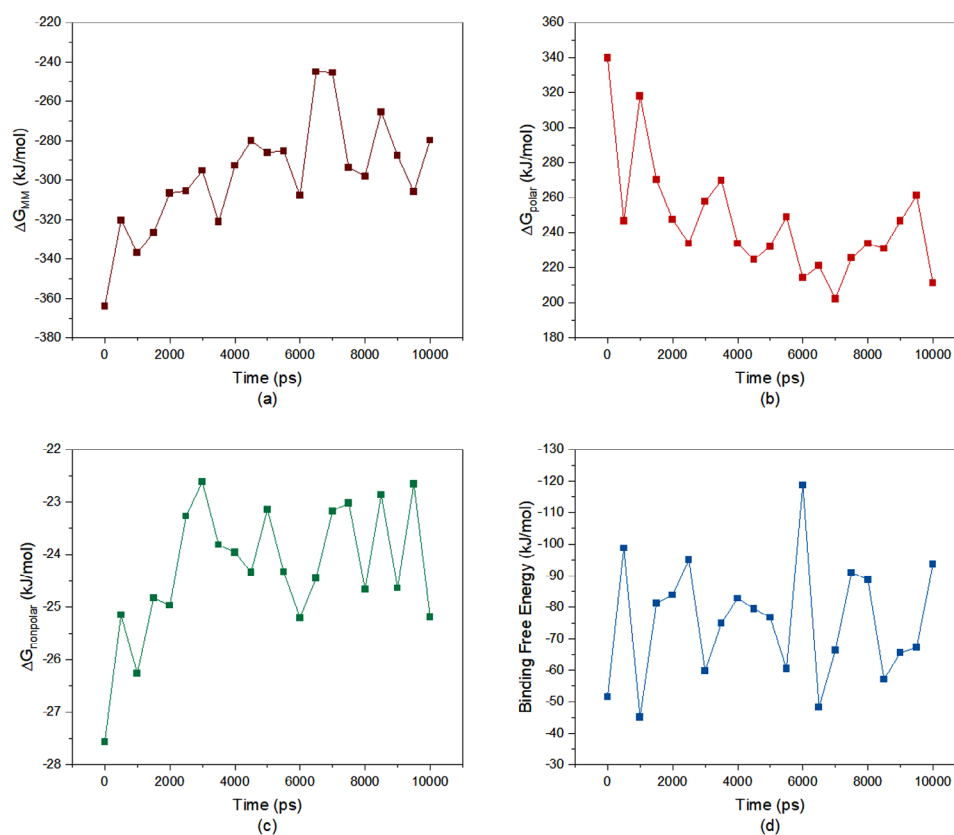 -220
-240
-260
-280
-300
-320
-340
-360
-380
ΔG_MM (kJ/mol)
0 2000 4000 6000 8000 10000
Time (ps)
(a)
360
340
320
300
280
260
240
220
200
180
ΔG_polar (kJ/mol)
0 2000 4000 6000 8000 10000
Time (ps)
(b)
-22
-23
-24
-25
-26
-27
-28
ΔG_nonpolar (kJ/mol)
0 2000 4000 6000 8000 10000
Time (ps)
(c)
-130
-120
-110
-100
-90
-80
-70
-60
-50
-40
-30
Binding Free Energy (kJ/mol)
0 2000 4000 6000 8000 10000
Time (ps)
(d)